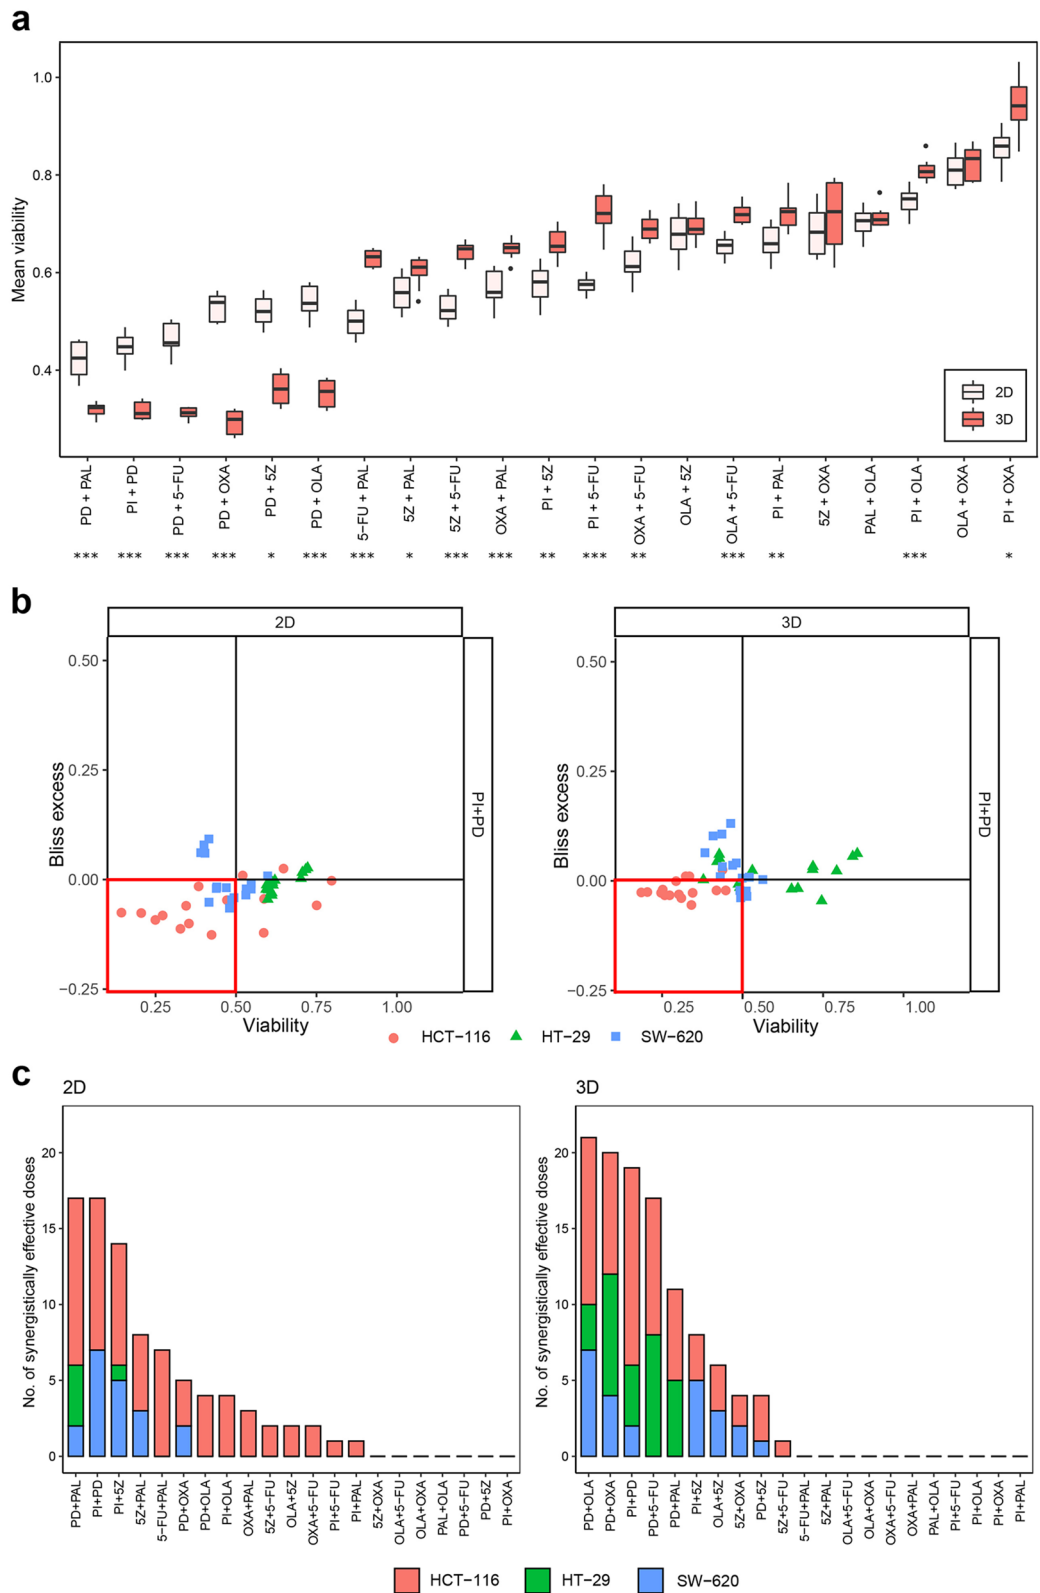 a
1.0
0.8
0.6
0.4
Mean viability
2D
3D
PD + PAL
PI + PD
PD + 5−FU
PD + OXA
PD + 5Z
PD + OLA
5−FU + PAL
5Z + PAL
5Z + 5−FU
OXA + PAL
PI + 5Z
PI + 5−FU
OXA + 5−FU
OLA + 5Z
OLA + 5−FU
PI + PAL
5Z + OXA
PAL + OLA
PI + OLA
OLA + OXA
PI + OXA
*** *** *** *** * *** *** * *** *** ** *** ** *** ** *** *
b
2D
0.50
0.25
0.00
−0.25
Bliss excess
PI+PD
0.25 0.50 0.75 1.00
Viability
3D
0.50
0.25
0.00
−0.25
Bliss excess
PI+PD
0.25 0.50 0.75 1.00
Viability
HCT−116 HT−29 SW−620
c
2D
20
15
10
5
0
No. of synergistically effective doses
PD+PAL
PI+PD
PI+5Z
5Z+PAL
5−FU+PAL
PD+OXA
PD+OLA
PI+OLA
OXA+PAL
5Z+5−FU
OLA+5Z
OXA+5−FU
PI+5−FU
PI+PAL
5Z+OXA
OLA+5−FU
OLA+OXA
PAL+OLA
PD+5−FU
PD+5Z
PI+OXA
3D
20
15
10
5
0
No. of synergistically effective doses
PD+OLA
PD+OXA
PI+PD
PD+5−FU
PD+PAL
PI+5Z
OLA+5Z
5Z+OXA
PD+5Z
5Z+5−FU
5−FU+PAL
5Z+PAL
OLA+5−FU
OLA+OXA
OXA+5−FU
OXA+PAL
PAL+OLA
PI+5−FU
PI+OLA
PI+OXA
PI+PAL
HCT−116 HT−29 SW−620